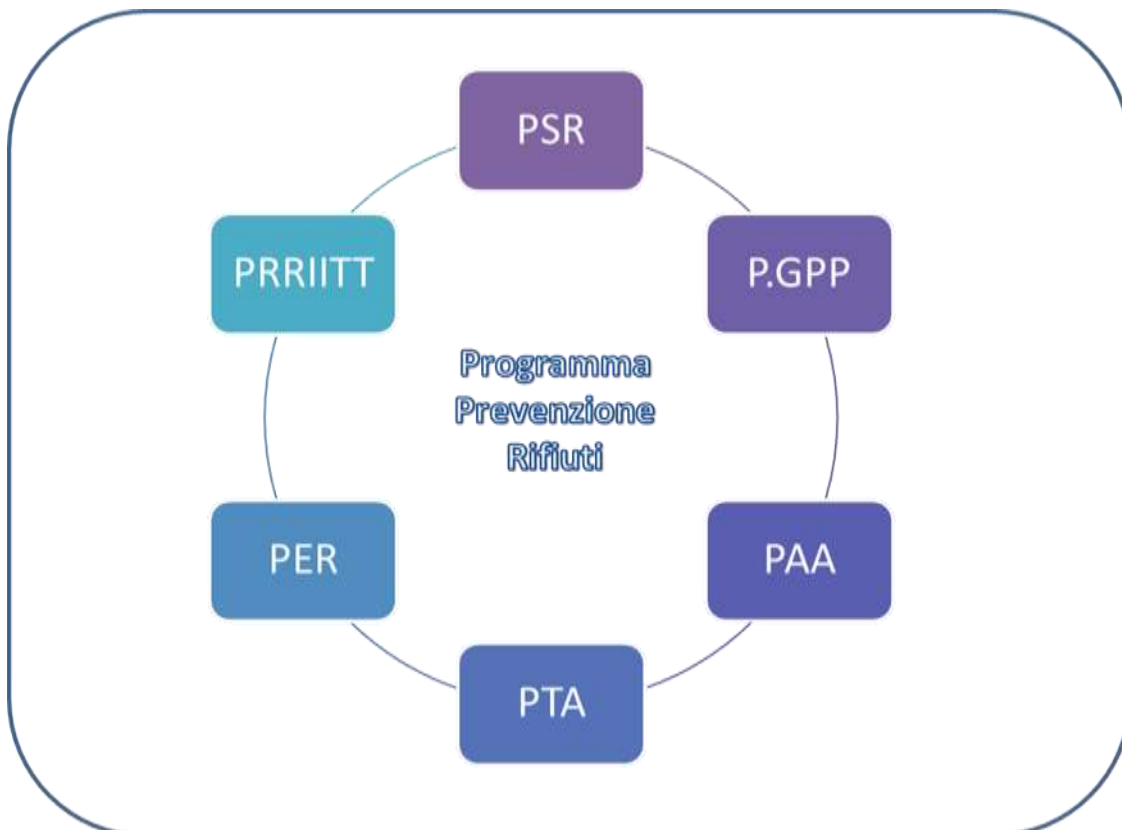 PSR
PRRIITT
P.GPP
Programma
Prevenzione
Rifiuti
PER
PAA
PTA